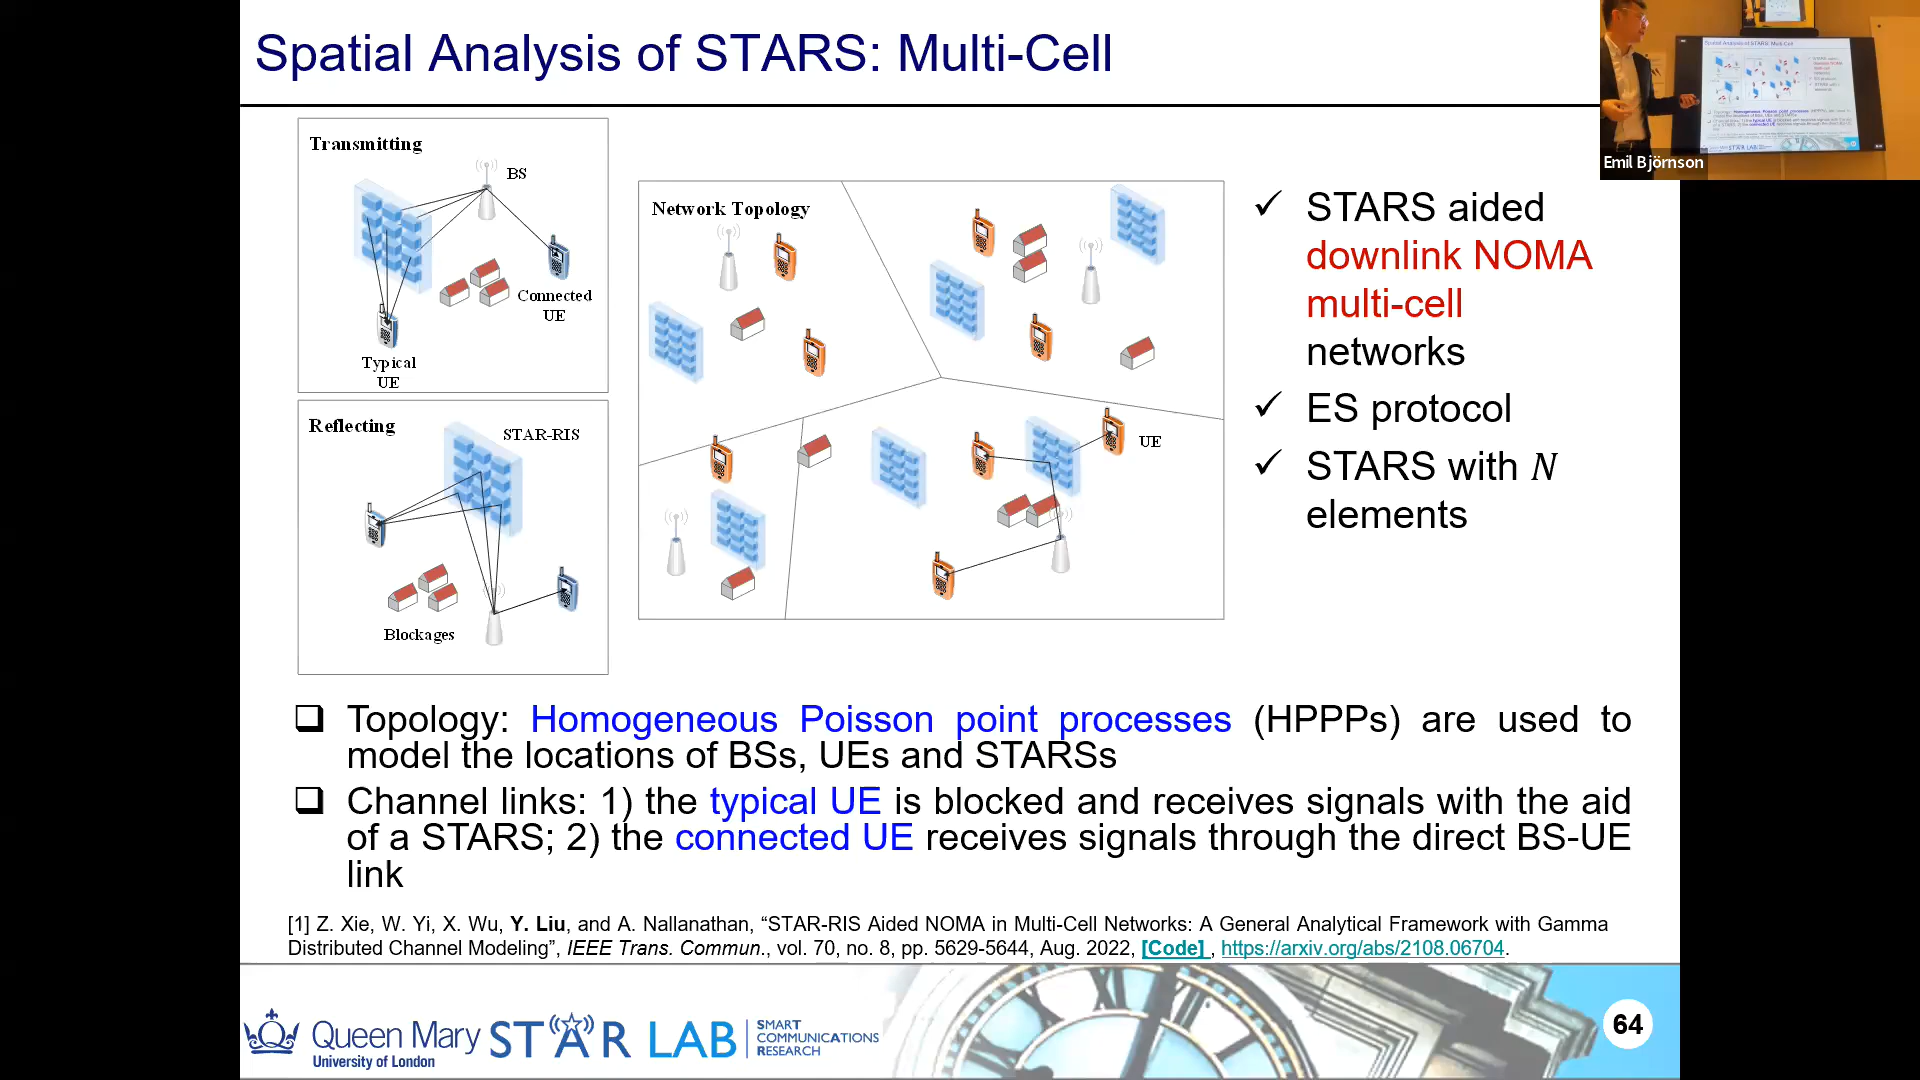 Spatial Analysis of STARS: Multi-Cell
Emil Björnson
Transmitting
BS
Connected
UE
Typical
UE
Reflecting
STAR-RIS
Blockages
Network Topology
UE
✓ STARS aided
downlink NOMA
multi-cell
networks
✓ ES protocol
✓ STARS with N
elements
❑ Topology: Homogeneous Poisson point processes (HPPPs) are used to
model the locations of BSs, UEs and STARSs
❑ Channel links: 1) the typical UE is blocked and receives signals with the aid
of a STARS; 2) the connected UE receives signals through the direct BS-UE
link
[1] Z. Xie, W. Yi, X. Wu, Y. Liu, and A. Nallanathan, “STAR-RIS Aided NOMA in Multi-Cell Networks: A General Analytical Framework with Gamma
Distributed Channel Modeling”, IEEE Trans. Commun., vol. 70, no. 8, pp. 5629-5644, Aug. 2022, [Code] , https://arxiv.org/abs/2108.06704.
Queen Mary
University of London
STAR LAB
SMART
COMMUNICATIONS
RESEARCH
64